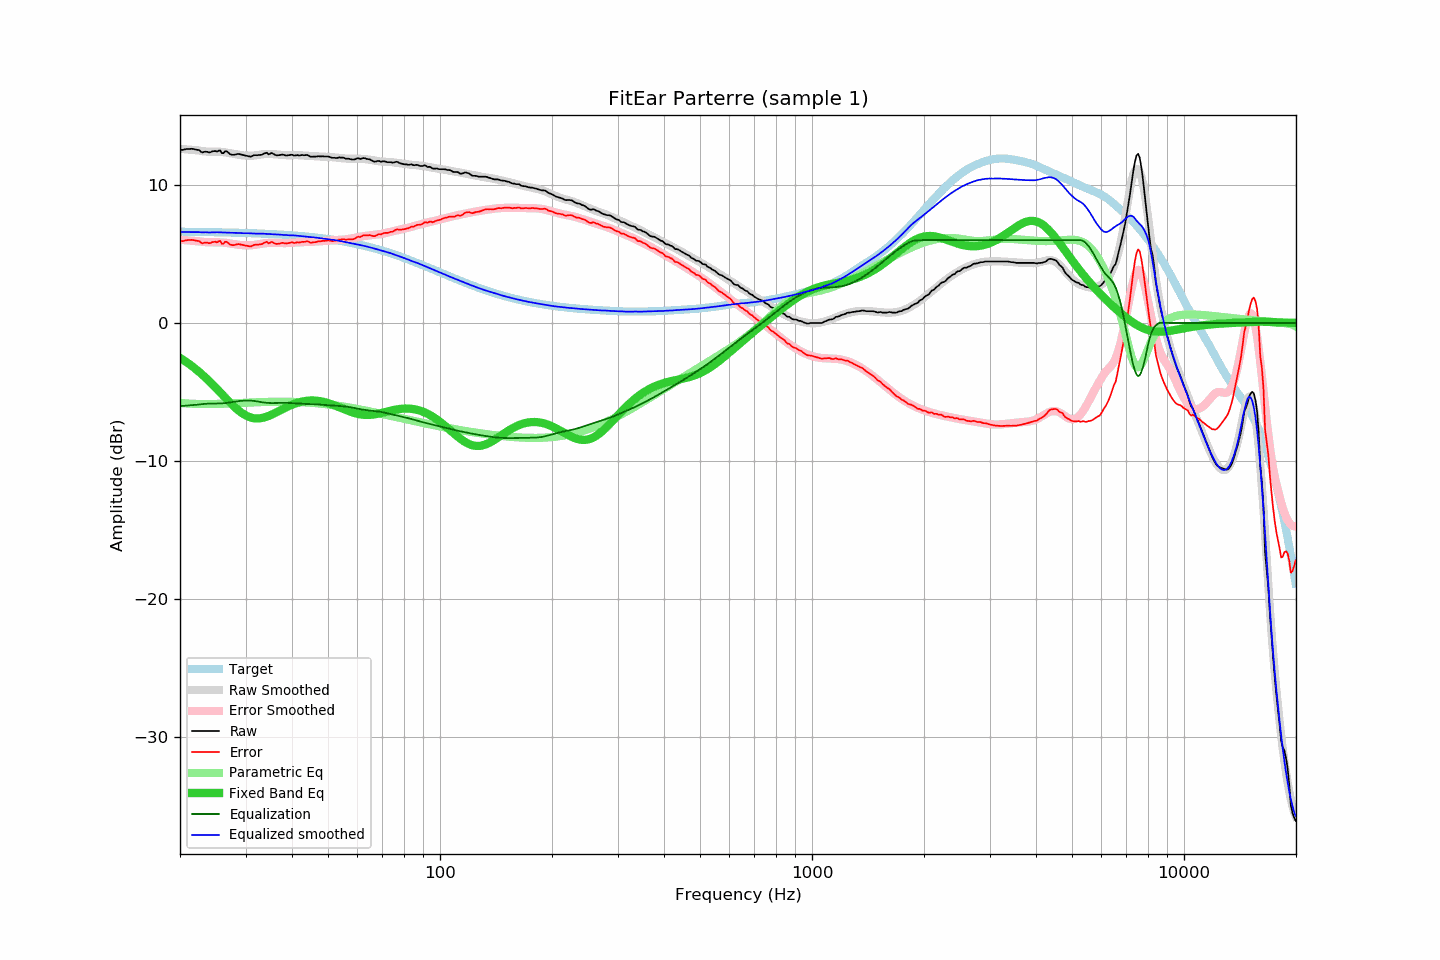 FitEar Parterre (sample 1)
10
0
−10
−20
−30
Amplitude (dBr)
Target
Raw Smoothed
Error Smoothed
Raw
Error
Parametric Eq
Fixed Band Eq
Equalization
Equalized smoothed
100
1000
10000
Frequency (Hz)